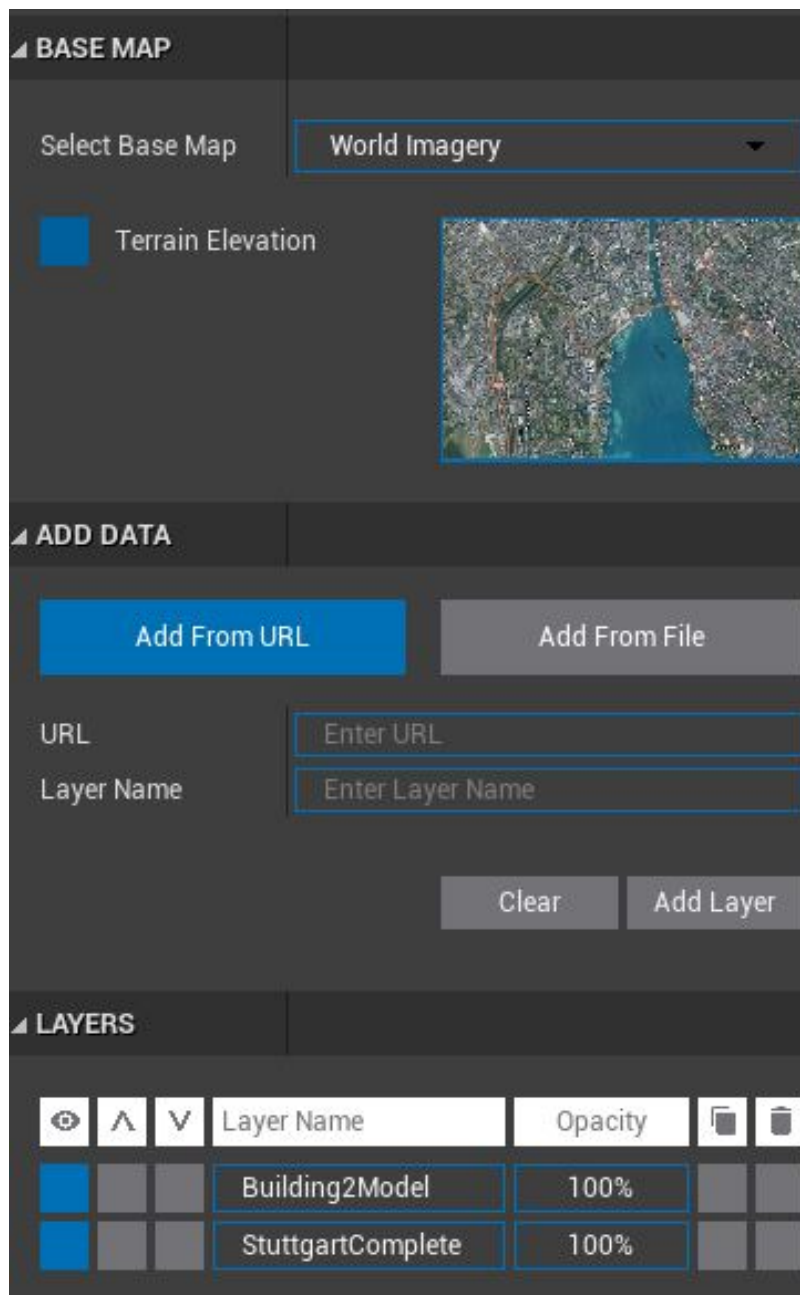 BASE MAP
Select Base Map World Imagery
Terrain Elevation
ADD DATA
Add From URL Add From File
URL Enter URL
Layer Name Enter Layer Name
Clear Add Layer
LAYERS
Layer Name Opacity
Building2Model 100%
StuttgartComplete 100%